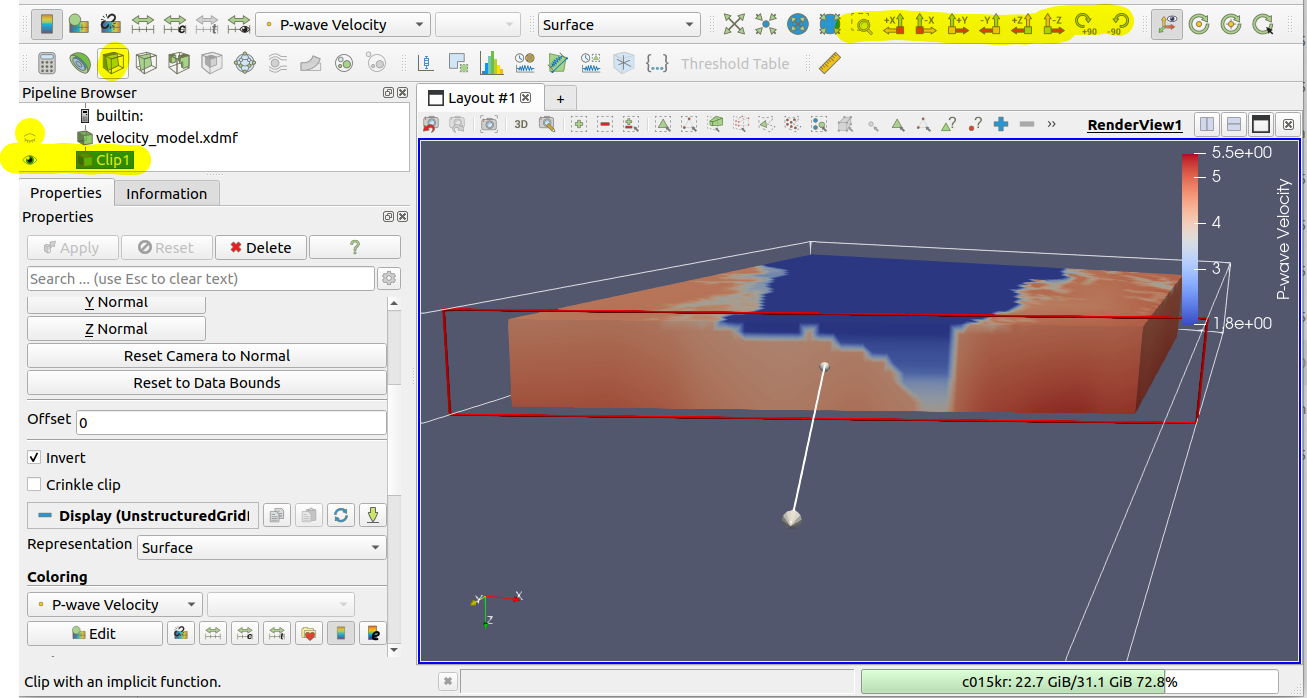 P-wave Velocity
Surface
+X
-X
+Y
-Y
+Z
-Z
+90
-90
Threshold Table
Pipeline Browser
builtin:
velocity_model.xdmf
Clip1
Properties
Information
Properties
Apply
Reset
Delete
?
Search ... (use Esc to clear text)
Y Normal
Z Normal
Reset Camera to Normal
Reset to Data Bounds
Offset
0
Invert
Crinkle clip
Display (UnstructuredGridI
Representation
Surface
Coloring
P-wave Velocity
Edit
Layout #1
+
3D
RenderView1
5.5e+00
5
4
3
1.8e+00
P-wave Velocity
Y
X
Z
Clip with an implicit function.
c015kr: 22.7 GiB/31.1 GiB 72.8%